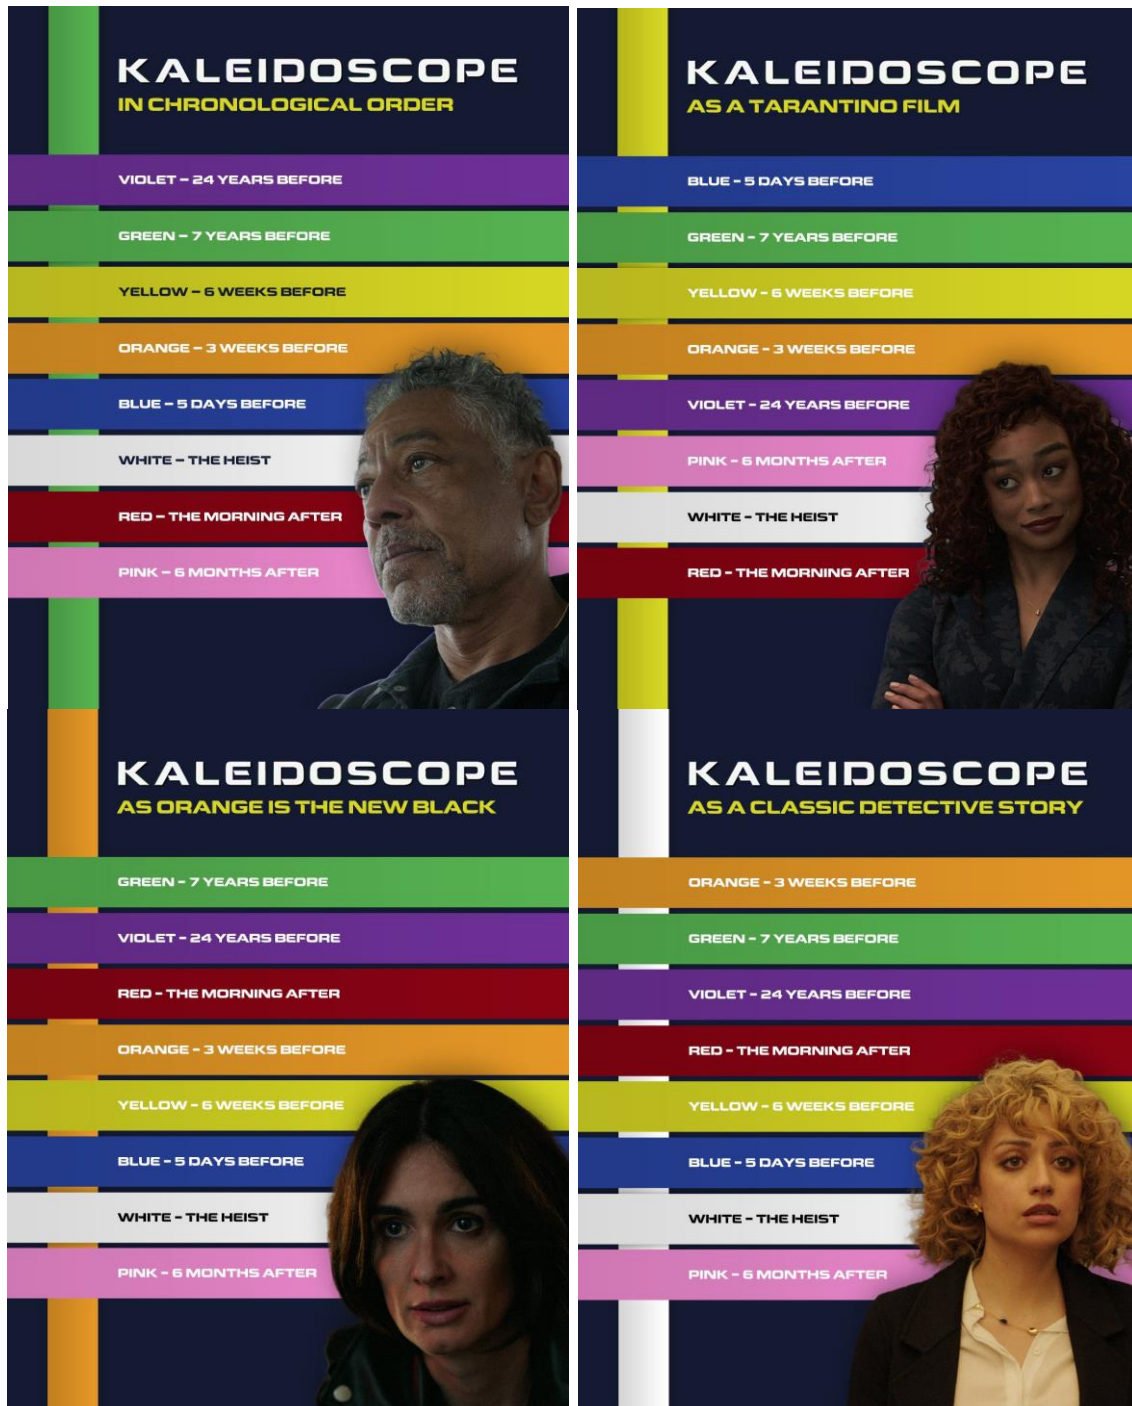 KALEIDOSCOPE
IN CHRONOLOGICAL ORDER
VIOLET – 24 YEARS BEFORE
GREEN – 7 YEARS BEFORE
YELLOW – 6 WEEKS BEFORE
ORANGE – 3 WEEKS BEFORE
BLUE – 5 DAYS BEFORE
WHITE – THE HEIST
RED – THE MORNING AFTER
PINK – 6 MONTHS AFTER
KALEIDOSCOPE
AS A TARANTINO FILM
BLUE - 5 DAYS BEFORE
GREEN - 7 YEARS BEFORE
YELLOW - 6 WEEKS BEFORE
ORANGE - 3 WEEKS BEFORE
VIOLET - 24 YEARS BEFORE
PINK - 6 MONTHS AFTER
WHITE - THE HEIST
RED - THE MORNING AFTER
KALEIDOSCOPE
AS ORANGE IS THE NEW BLACK
GREEN - 7 YEARS BEFORE
VIOLET - 24 YEARS BEFORE
RED - THE MORNING AFTER
ORANGE - 3 WEEKS BEFORE
YELLOW - 6 WEEKS BEFORE
BLUE - 5 DAYS BEFORE
WHITE - THE HEIST
PINK - 6 MONTHS AFTER
KALEIDOSCOPE
AS A CLASSIC DETECTIVE STORY
ORANGE - 3 WEEKS BEFORE
GREEN - 7 YEARS BEFORE
VIOLET - 24 YEARS BEFORE
RED - THE MORNING AFTER
YELLOW - 6 WEEKS BEFORE
BLUE - 5 DAYS BEFORE
WHITE - THE HEIST
PINK - 6 MONTHS AFTER